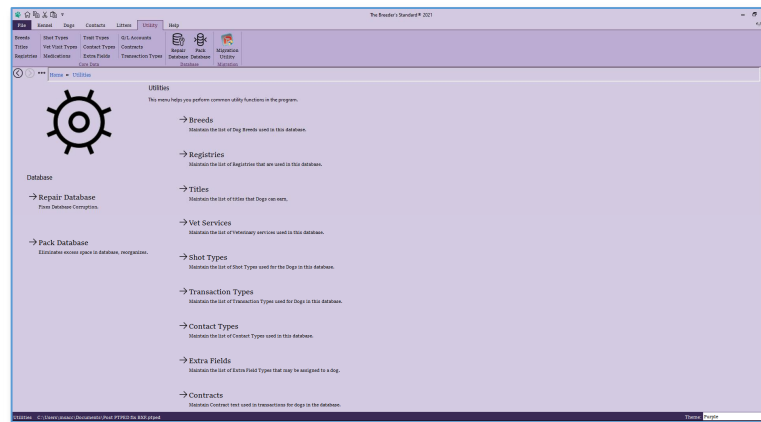 The Breeder's Standard® 2021
File Kennel Dogs Contacts Litters Utility Help
Breeds Shot Types Trait Types G/L Accounts
Titles Vet Visit Types Contact Types Contracts
Registries Medications Extra Fields Transaction Types
Repair Database Pack Database Migration Utility
Core Data Database Migration
Home Utilities
Utilities
This menu helps you perform common utility functions in the program.
Breeds
Maintain the list of Dog Breeds used in this database.
Registries
Maintain the list of Registries that are used in this database.
Database
Titles
Maintain the list of titles that Dogs can earn.
Repair Database
Fixes Database Corruption.
Vet Services
Maintain the list of Veterinary services used in this database.
Pack Database
Eliminates excess space in database, reorganizes.
Shot Types
Maintain the list of Shot Types used for the Dogs in this database.
Transaction Types
Maintain the list of Transaction Types used for Dogs in this database.
Contact Types
Maintain the list of Contact Types used in this database.
Extra Fields
Maintain the list of Extra Field Types that may be assigned to a dog.
Contracts
Maintain Contract text used in transactions for dogs in the database.
Utilities
Theme Purple